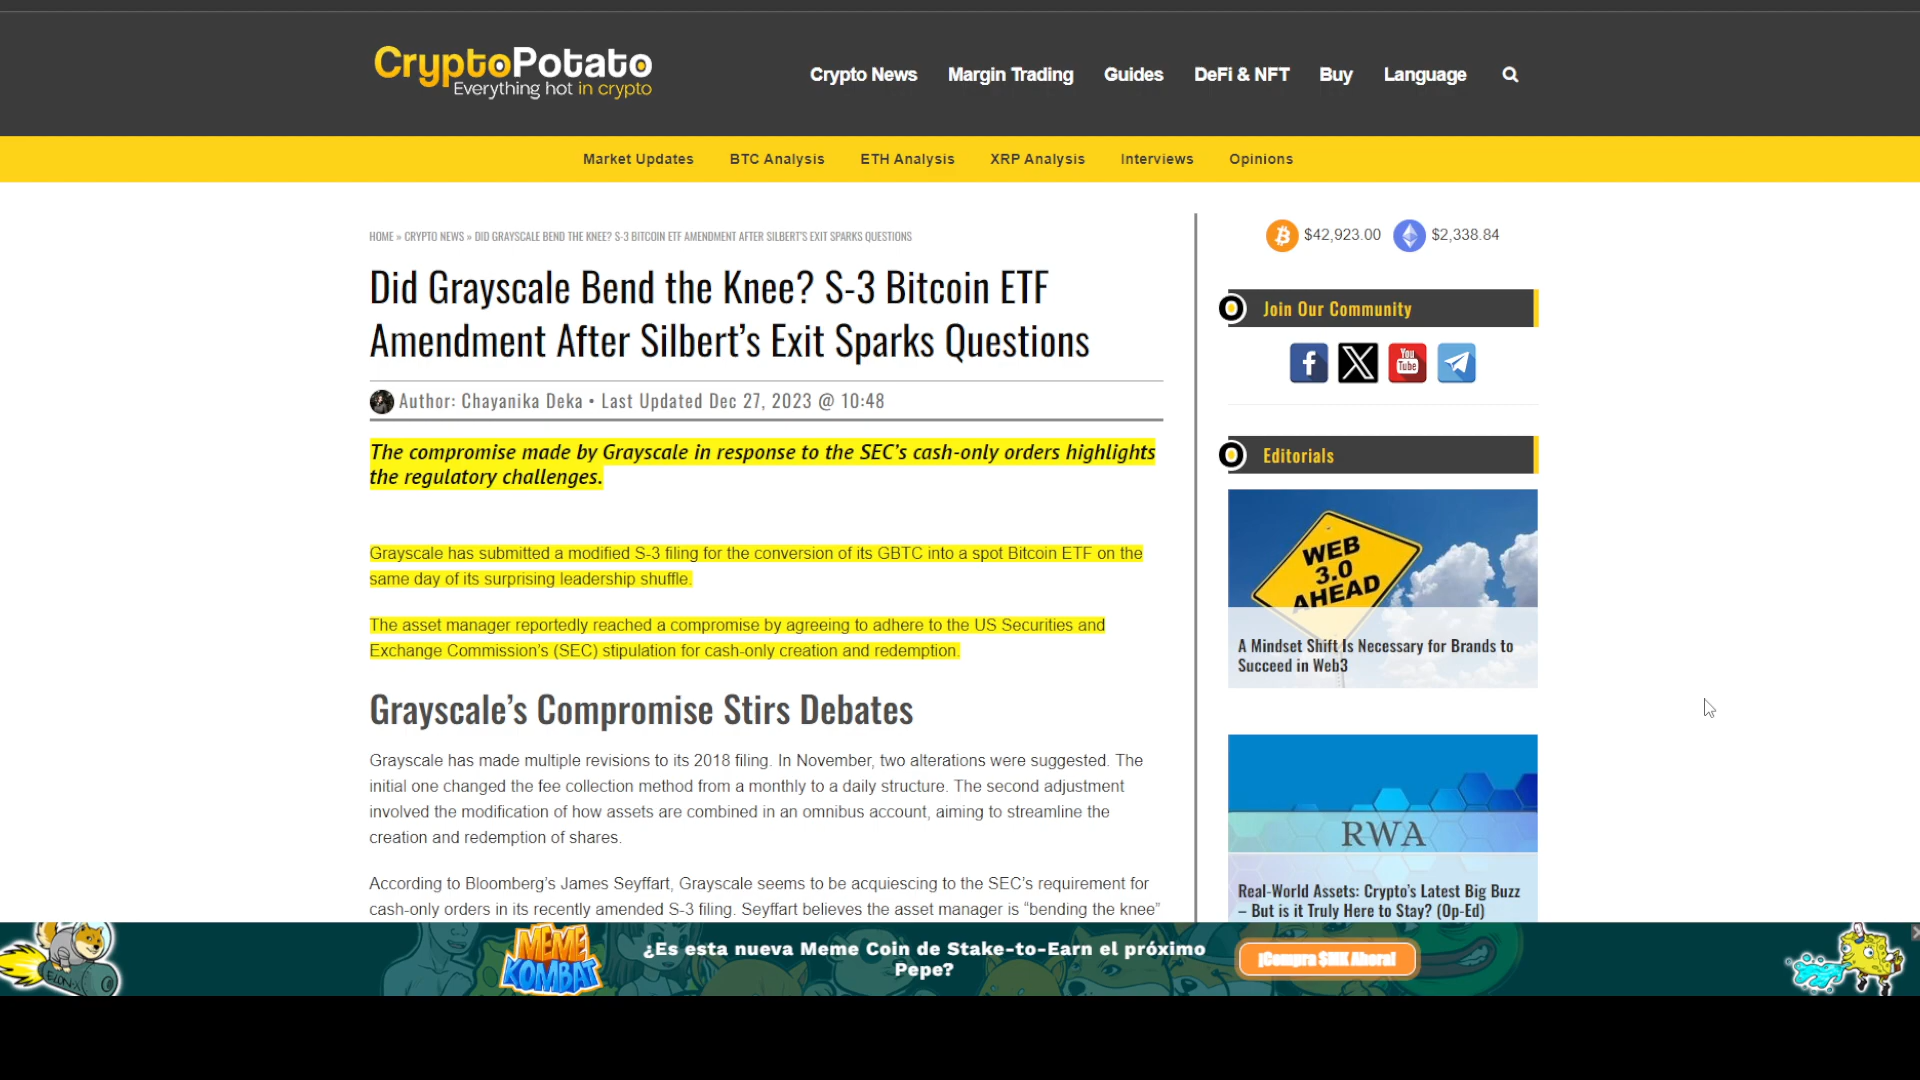 CryptoPotato
Everything hot in crypto
Crypto News Margin Trading Guides DeFi & NFT Buy Language
Market Updates BTC Analysis ETH Analysis XRP Analysis Interviews Opinions
HOME » CRYPTO NEWS » DID GRAYSCALE BEND THE KNEE? S-3 BITCOIN ETF AMENDMENT AFTER SILBERT'S EXIT SPARKS QUESTIONS
Did Grayscale Bend the Knee? S-3 Bitcoin ETF
Amendment After Silbert's Exit Sparks Questions
Author: Chayanika Deka • Last Updated Dec 27, 2023 @ 10:48
The compromise made by Grayscale in response to the SEC's cash-only orders highlights
the regulatory challenges.
Grayscale has submitted a modified S-3 filing for the conversion of its GBTC into a spot Bitcoin ETF on the
same day of its surprising leadership shuffle.
The asset manager reportedly reached a compromise by agreeing to adhere to the US Securities and
Exchange Commission's (SEC) stipulation for cash-only creation and redemption.
Grayscale's Compromise Stirs Debates
Grayscale has made multiple revisions to its 2018 filing. In November, two alterations were suggested. The
initial one changed the fee collection method from a monthly to a daily structure. The second adjustment
involved the modification of how assets are combined in an omnibus account, aiming to streamline the
creation and redemption of shares.
According to Bloomberg's James Seyffart, Grayscale seems to be acquiescing to the SEC's requirement for
cash-only orders in its recently amended S-3 filing. Seyffart believes the asset manager is “bending the knee”
$42,923.00 $2,338.84
Join Our Community
You
Tube
Editorials
WEB
3.0
AHEAD
A Mindset Shift Is Necessary for Brands to
Succeed in Web3
RWA
Real-World Assets: Crypto's Latest Big Buzz
– But is it Truly Here to Stay? (Op-Ed)
MEME
KOMBAT
¿Es esta nueva Meme Coin de Stake-to-Earn el próximo
Pepe?
¡Compra $MK Ahora!